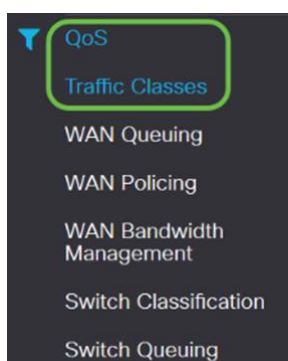 QoS
Traffic Classes
WAN Queuing
WAN Policing
WAN Bandwidth
Management
Switch Classification
Switch Queuing